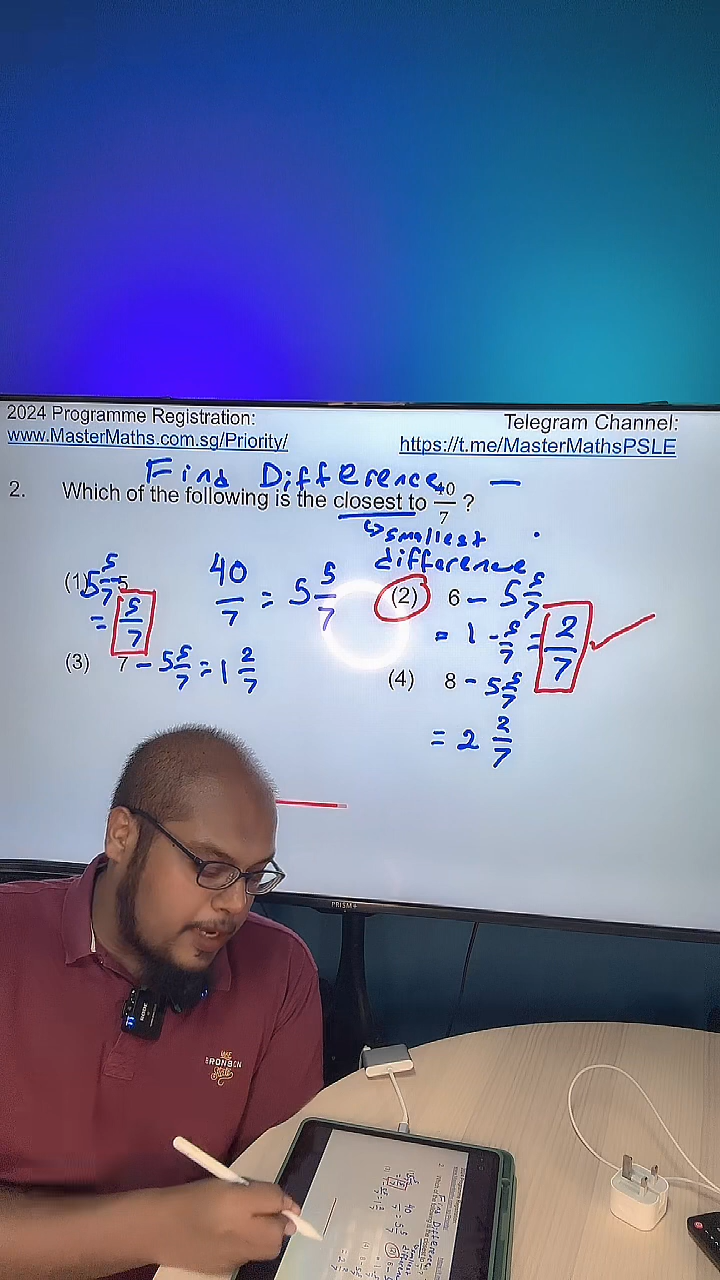 2024 Programme Registration:
Telegram Channel:
www.MasterMaths.com.sg/Priority/
https://t.me/MasterMathsPSLE
Find Difference —
2. Which of the following is the closest to 40/7 ?
↳ smallest difference
40/7 = 5 5/7
(1) 5 5/7 - 5
= 5/7
(2) 6 - 5 5/7
= 1 - 5/7 = 2/7 ✓
(3) 7 - 5 5/7 = 1 2/7
(4) 8 - 5 5/7
= 2 2/7
PRISM+
BRONSON